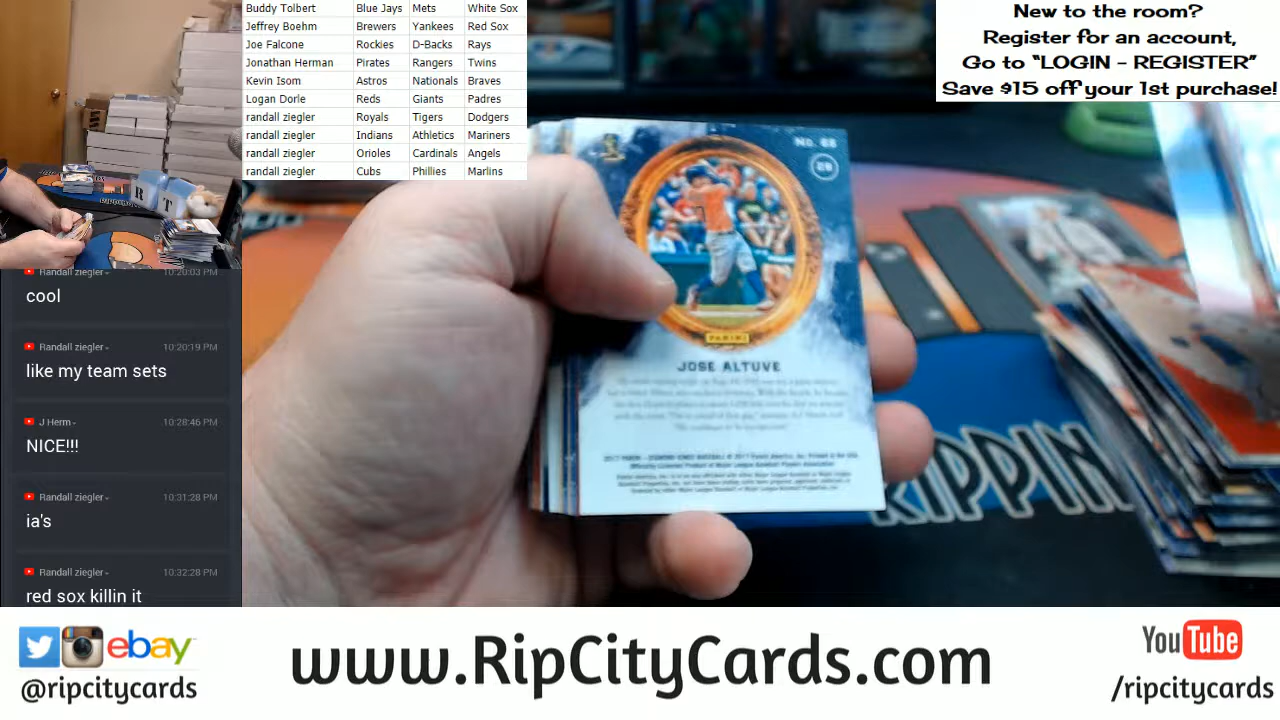 Buddy Tolbert Blue Jays Mets White Sox
Jeffrey Boehm Brewers Yankees Red Sox
Joe Falcone Rockies D-Backs Rays
Jonathan Herman Pirates Rangers Twins
Kevin Isom Astros Nationals Braves
Logan Dorle Reds Giants Padres
randall ziegler Royals Tigers Dodgers
randall ziegler Indians Athletics Mariners
randall ziegler Orioles Cardinals Angels
randall ziegler Cubs Phillies Marlins
New to the room?
Register for an account,
Go to "LOGIN - REGISTER"
Save $15 off your 1st purchase!
R T
No. 68
PANINI
JOSE ALTUVE
RIPPIN
Randall ziegler 10:20:03 PM
cool
Randall ziegler 10:20:19 PM
like my team sets
J Herm 10:28:46 PM
NICE!!!
Randall ziegler 10:31:28 PM
ia's
Randall ziegler 10:32:28 PM
red sox killin it
ebay
@ripcitycards
www.RipCityCards.com
YouTube
/ripcitycards